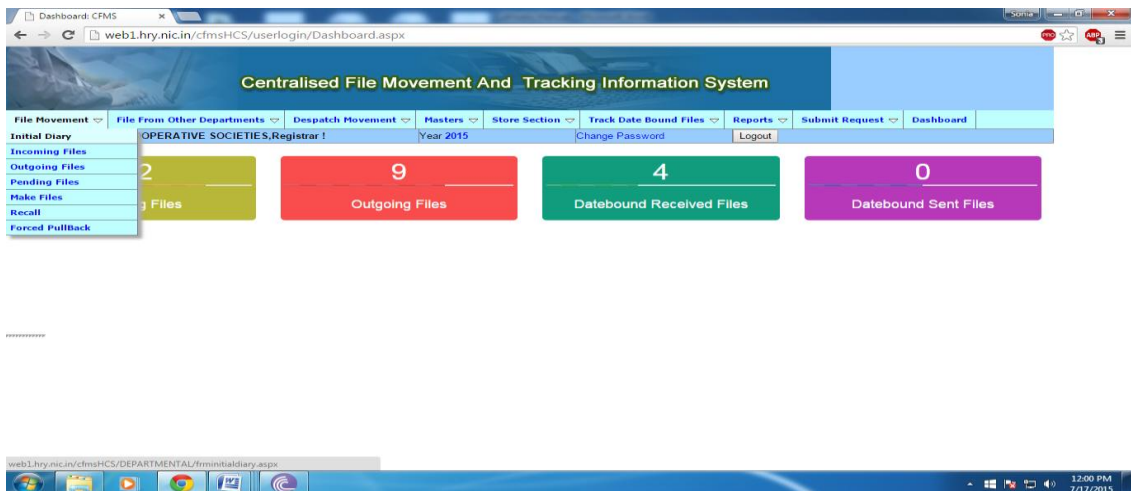 Dashboard: CFMS
Sonia
web1.hry.nic.in/cfmsHCS/userlogin/Dashboard.aspx
Centralised File Movement And Tracking Information System
File Movement File From Other Departments Despatch Movement Masters Store Section Track Date Bound Files Reports Submit Request Dashboard
Initial Diary
OPERATIVE SOCIETIES,Registrar ! Year 2015 Change Password Logout
Incoming Files
Outgoing Files
Pending Files
Make Files
Recall
Forced PullBack
2
Files
9
Outgoing Files
4
Datebound Received Files
0
Datebound Sent Files
web1.hry.nic.in/cfmsHCS/DEPARTMENTAL/frminitialdiary.aspx
12:00 PM
7/17/2015